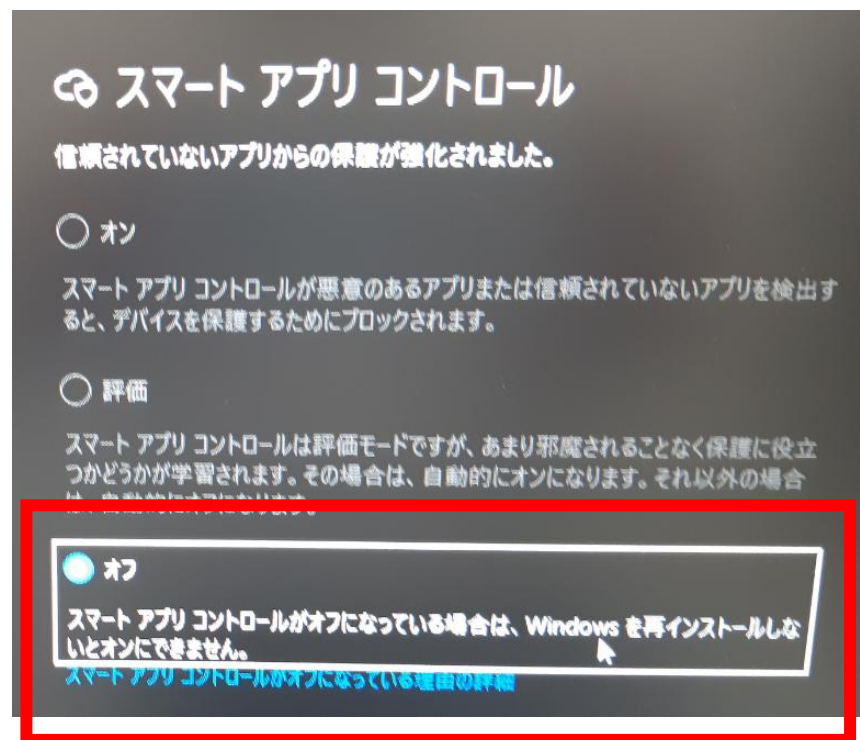 スマート アプリ コントロール
信頼されていないアプリからの保護が強化されました。
オン
スマート アプリ コントロールが悪意のあるアプリまたは信頼されていないアプリを検出す
ると、デバイスを保護するためにブロックされます。
評価
スマート アプリ コントロールは評価モードですが、あまり邪魔されることなく保護に役立
つかどうかが学習されます。その場合は、自動的にオンになります。それ以外の場合
は、自動的にオフになります。
オフ
スマート アプリ コントロールがオフになっている場合は、Windows を再インストールしな
いとオンにできません。
スマート アプリ コントロールがオフになっている理由の詳細